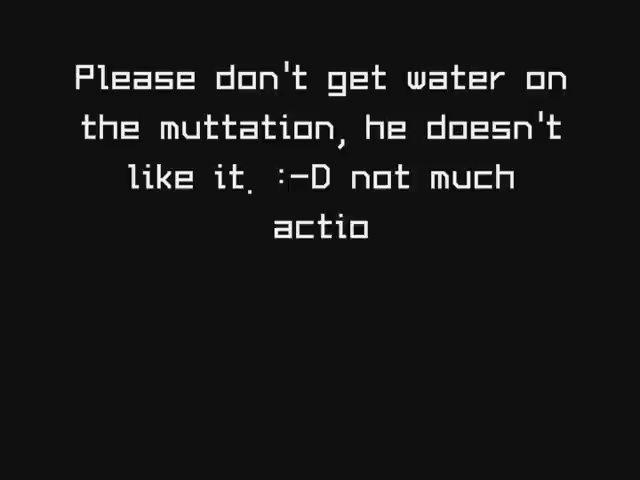 Please don't get water on
the muttation, he doesn't
like it. :-D not much
actio